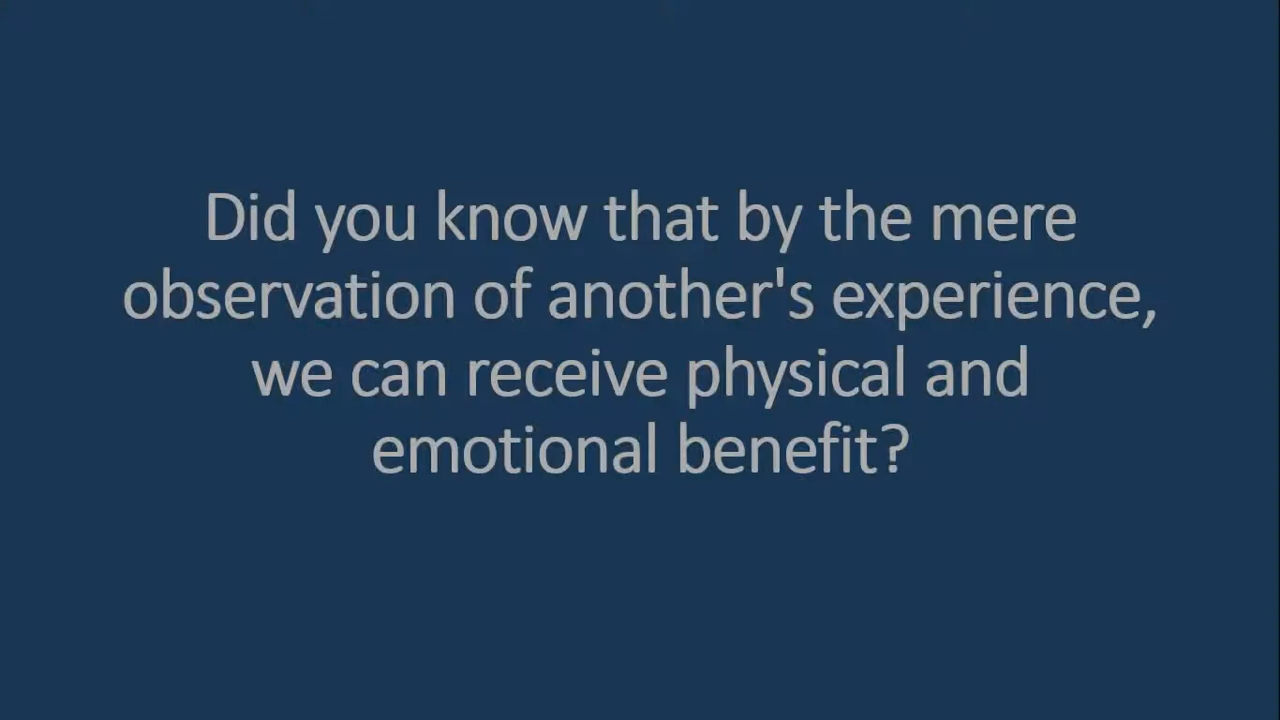 Did you know that by the mere
observation of another's experience,
we can receive physical and
emotional benefit?